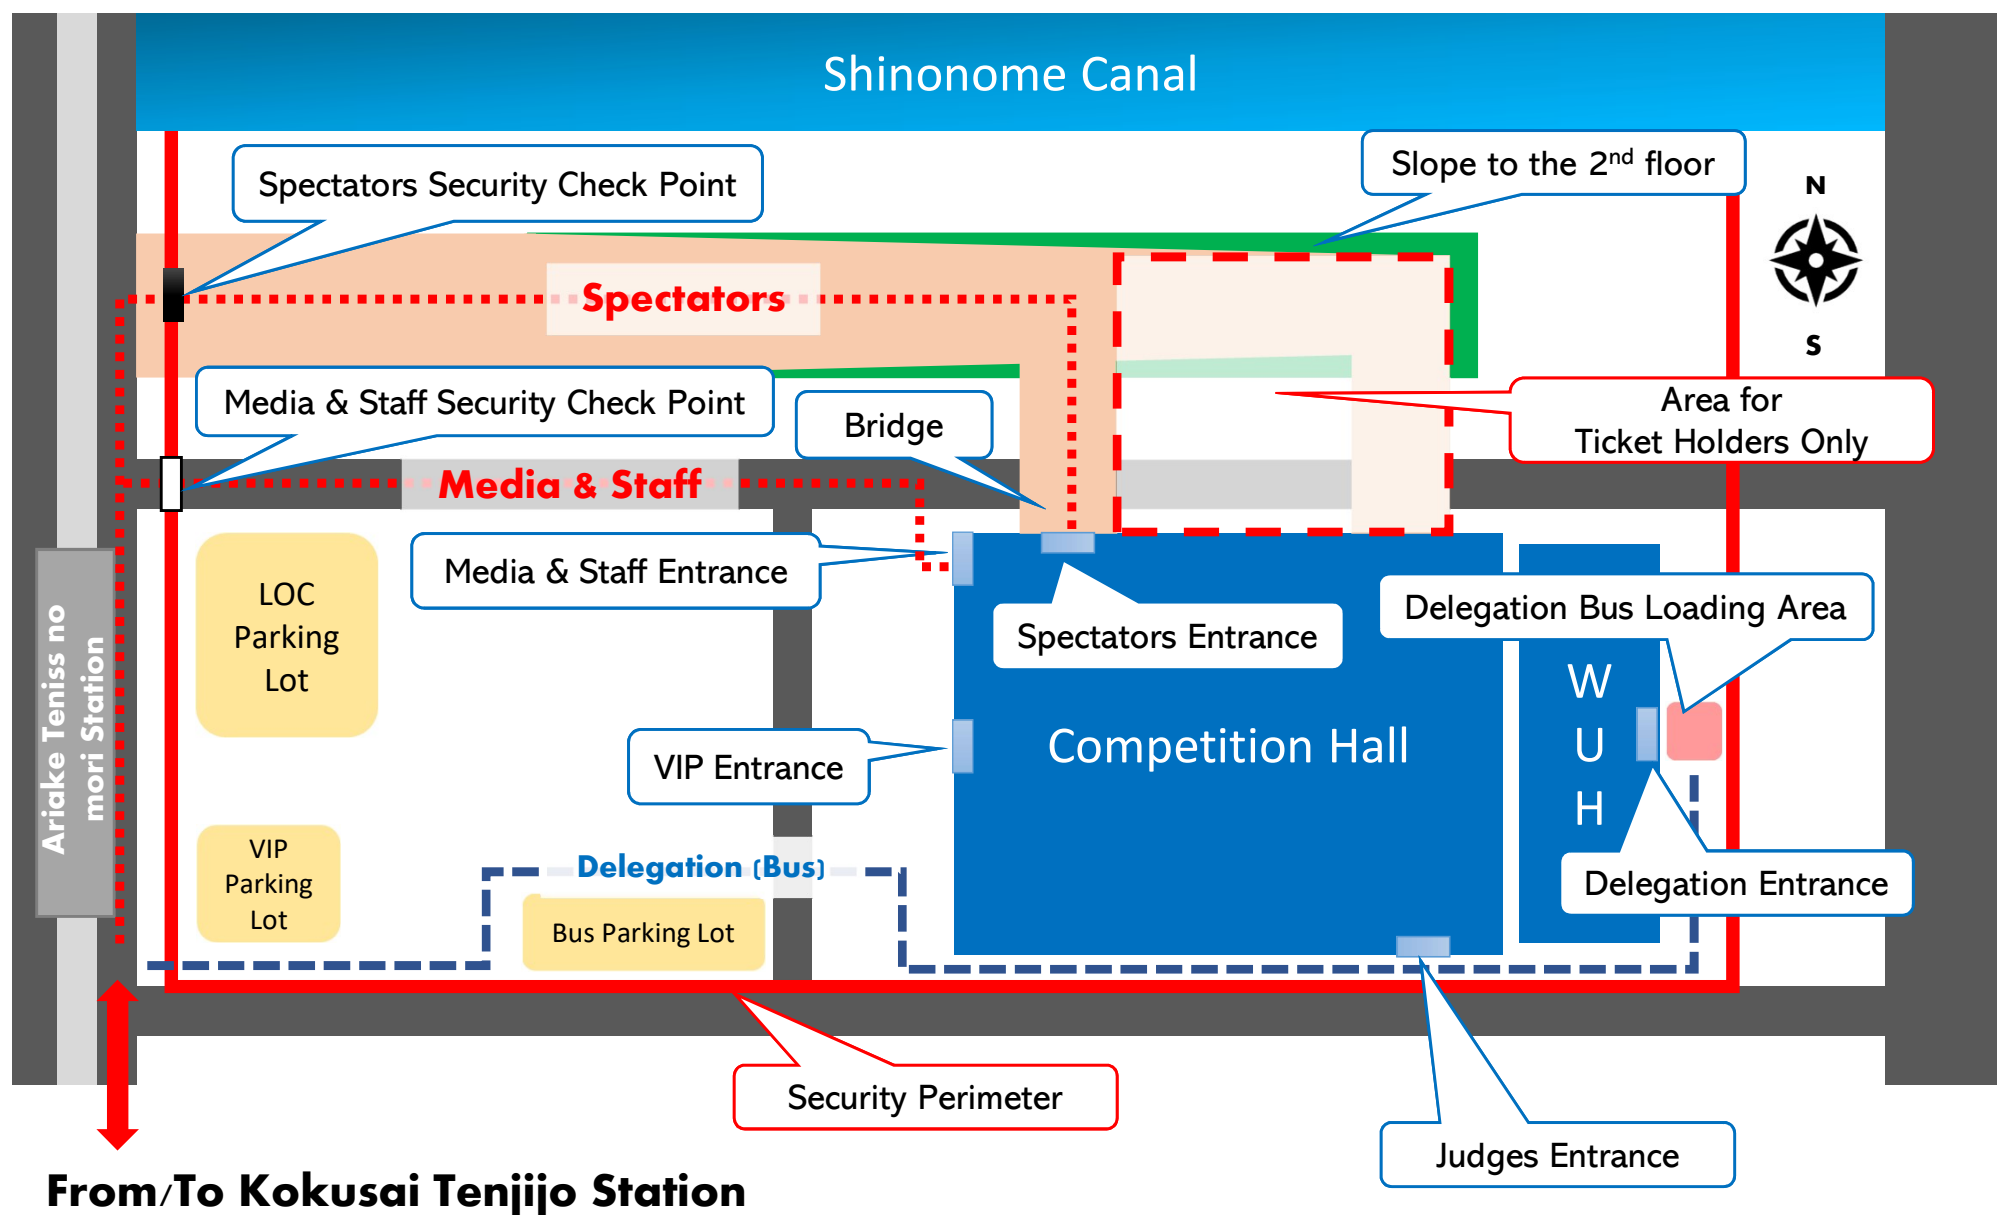 Shinonome Canal
Spectators Security Check Point
Slope to the 2nd floor
N
S
Spectators
Media & Staff Security Check Point
Bridge
Area for
Ticket Holders Only
Media & Staff
Media & Staff Entrance
LOC
Parking
Lot
Spectators Entrance
Delegation Bus Loading Area
Ariake Teniss no
mori Station
W
U
H
Competition Hall
VIP Entrance
VIP
Parking
Lot
Delegation (Bus)
Bus Parking Lot
Delegation Entrance
Security Perimeter
Judges Entrance
From/To Kokusai Tenjijo Station